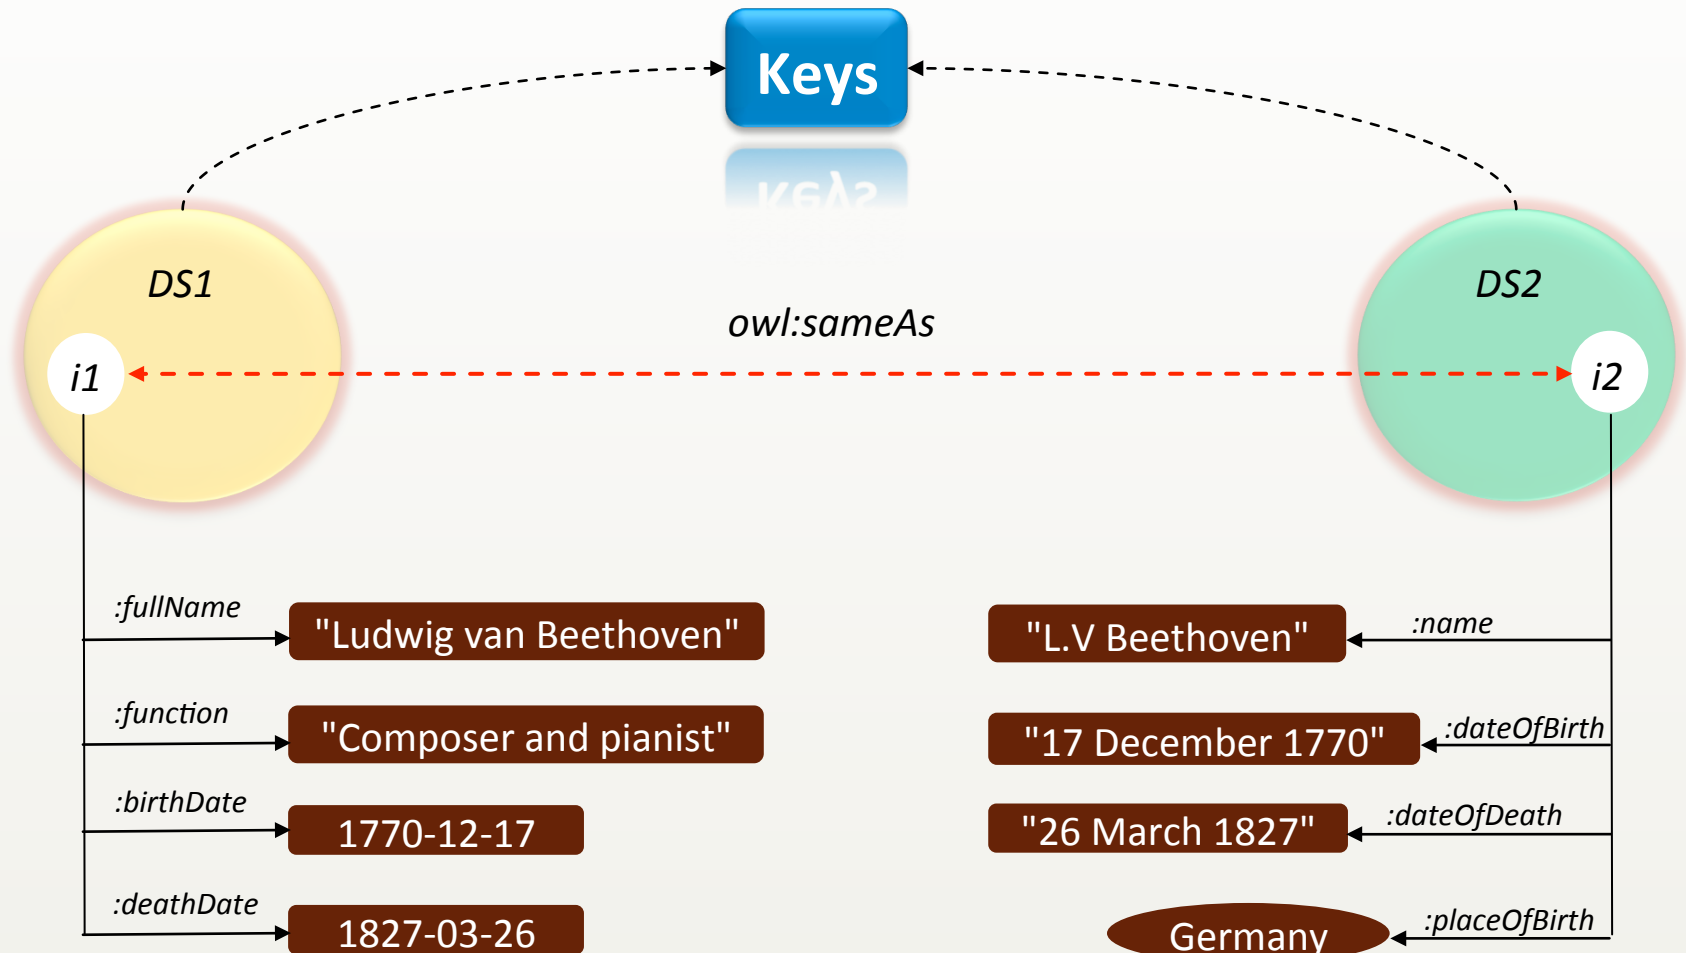 Keys
DS1
DS2
owl:sameAs
i1
i2
:fullName
"Ludwig van Beethoven"
"L.V Beethoven"
:name
:function
"Composer and pianist"
"17 December 1770"
:dateOfBirth
:birthDate
1770-12-17
"26 March 1827"
:dateOfDeath
:deathDate
1827-03-26
Germany
:placeOfBirth